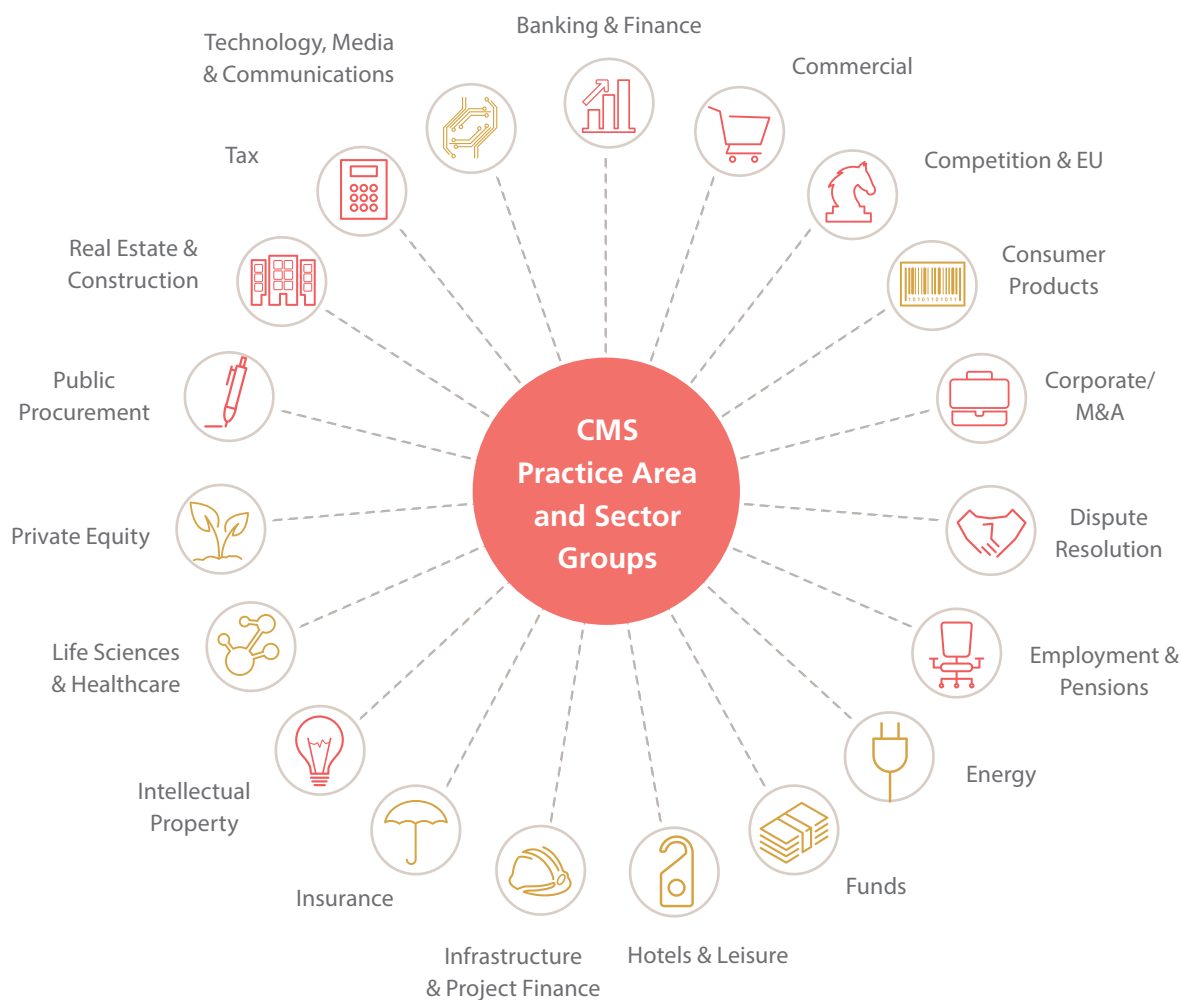 Banking & Finance
Commercial
Competition & EU
Consumer
Products
10101101011
Corporate/
M&A
Dispute
Resolution
Employment &
Pensions
Energy
Funds
Hotels & Leisure
Infrastructure
& Project Finance
Insurance
Intellectual
Property
Life Sciences
& Healthcare
Private Equity
Public
Procurement
Real Estate &
Construction
Tax
Technology, Media
& Communications
CMS
Practice Area
and Sector
Groups